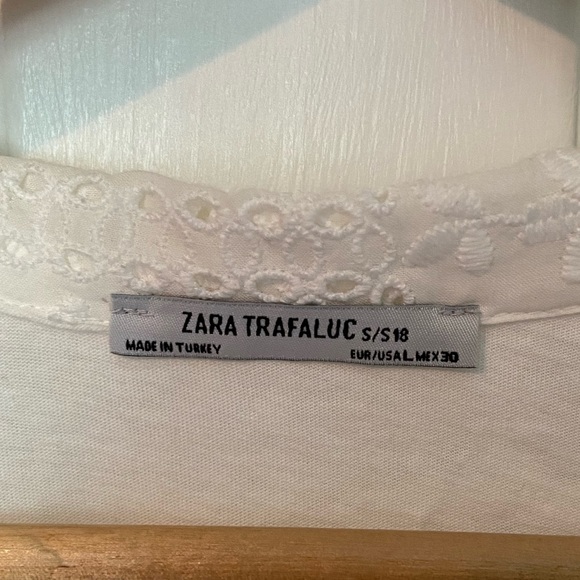 ZARA TRAFALUC S/S18
MADE IN TURKEY EUR/USA L MEX 30